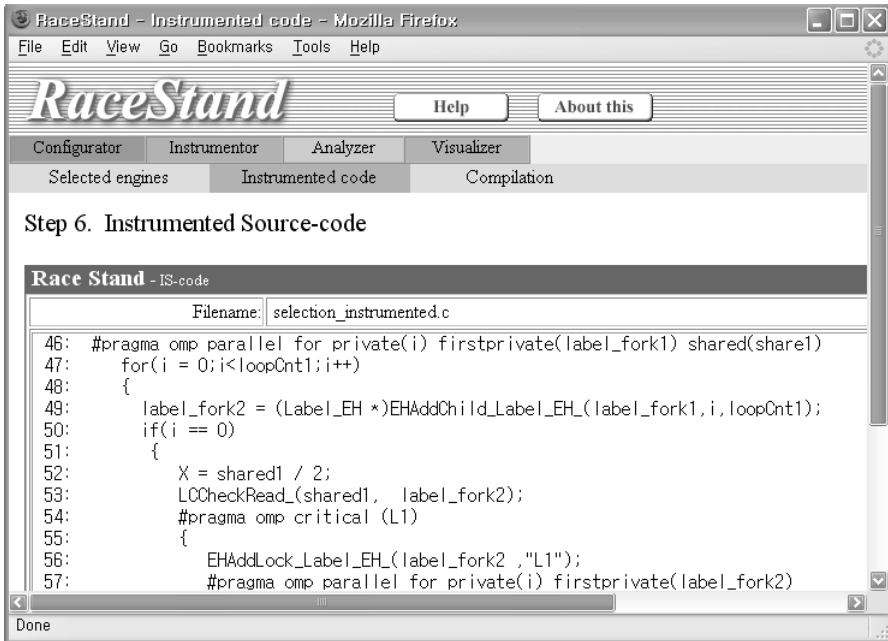 RaceStand - Instrumented code - Mozilla Firefox
File Edit View Go Bookmarks Tools Help
RaceStand Help About this
Configurator Instrumentor Analyzer Visualizer
Selected engines Instrumented code Compilation
Step 6. Instrumented Source-code
Race Stand - IS-code
Filename: selection_instrumented.c
46: #pragma omp parallel for private(i) firstprivate(label_fork1) shared(share1)
47: for(i = 0;i<loopCnt1;i++)
48: {
49: label_fork2 = (Label_EH *)EHAddChild_Label_EH_(label_fork1,i,loopCnt1);
50: if(i == 0)
51: {
52: X = shared1 / 2;
53: LCCheckRead_(shared1, label_fork2);
54: #pragma omp critical (L1)
55: {
56: EHAddLock_Label_EH_(label_fork2 ,"L1");
57: #pragma omp parallel for private(i) firstprivate(label_fork2)
Done